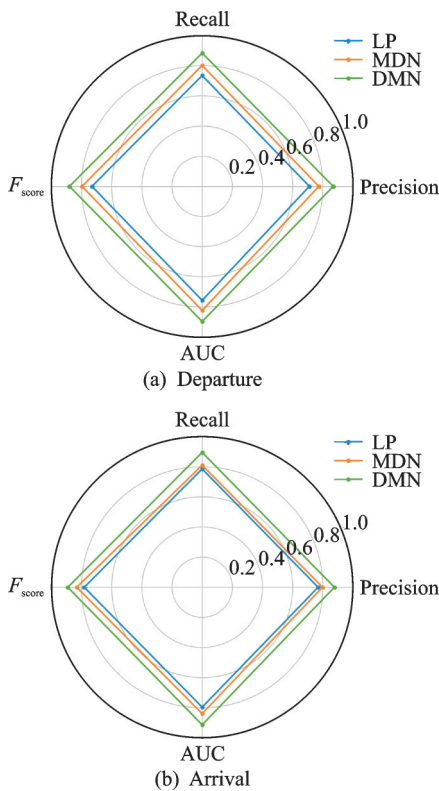 Recall
LP
MDN
DMN
1.0
0.8
0.6
0.4
0.2
Fscore
Precision
AUC
(a) Departure
Recall
LP
MDN
DMN
1.0
0.8
0.6
0.4
0.2
Fscore
Precision
AUC
(b) Arrival